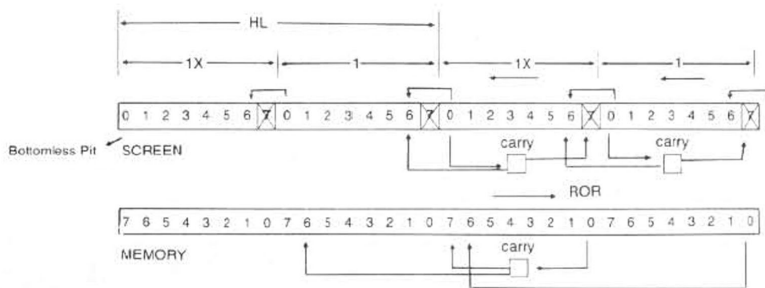 HL
1X 1 1X 1
0 1 2 3 4 5 6 7 0 1 2 3 4 5 6 7 0 1 2 3 4 5 6 7 0 1 2 3 4 5 6 7
Bottomless Pit SCREEN carry carry
ROR
7 6 5 4 3 2 1 0 7 6 5 4 3 2 1 0 7 6 5 4 3 2 1 0 7 6 5 4 3 2 1 0
MEMORY carry